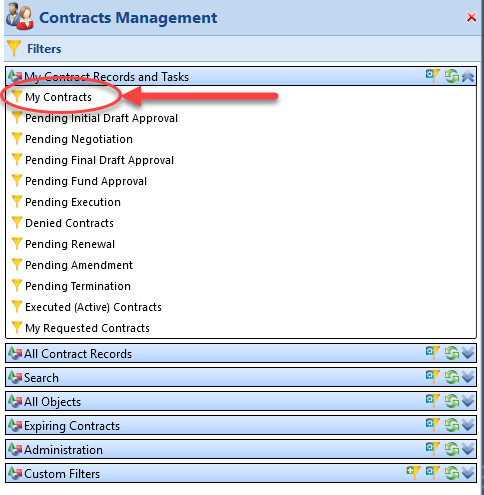 Contracts Management
Filters
My Contract Records and Tasks
My Contracts
Pending Initial Draft Approval
Pending Negotiation
Pending Final Draft Approval
Pending Fund Approval
Pending Execution
Denied Contracts
Pending Renewal
Pending Amendment
Pending Termination
Executed (Active) Contracts
My Requested Contracts
All Contract Records
Search
All Objects
Expiring Contracts
Administration
Custom Filters